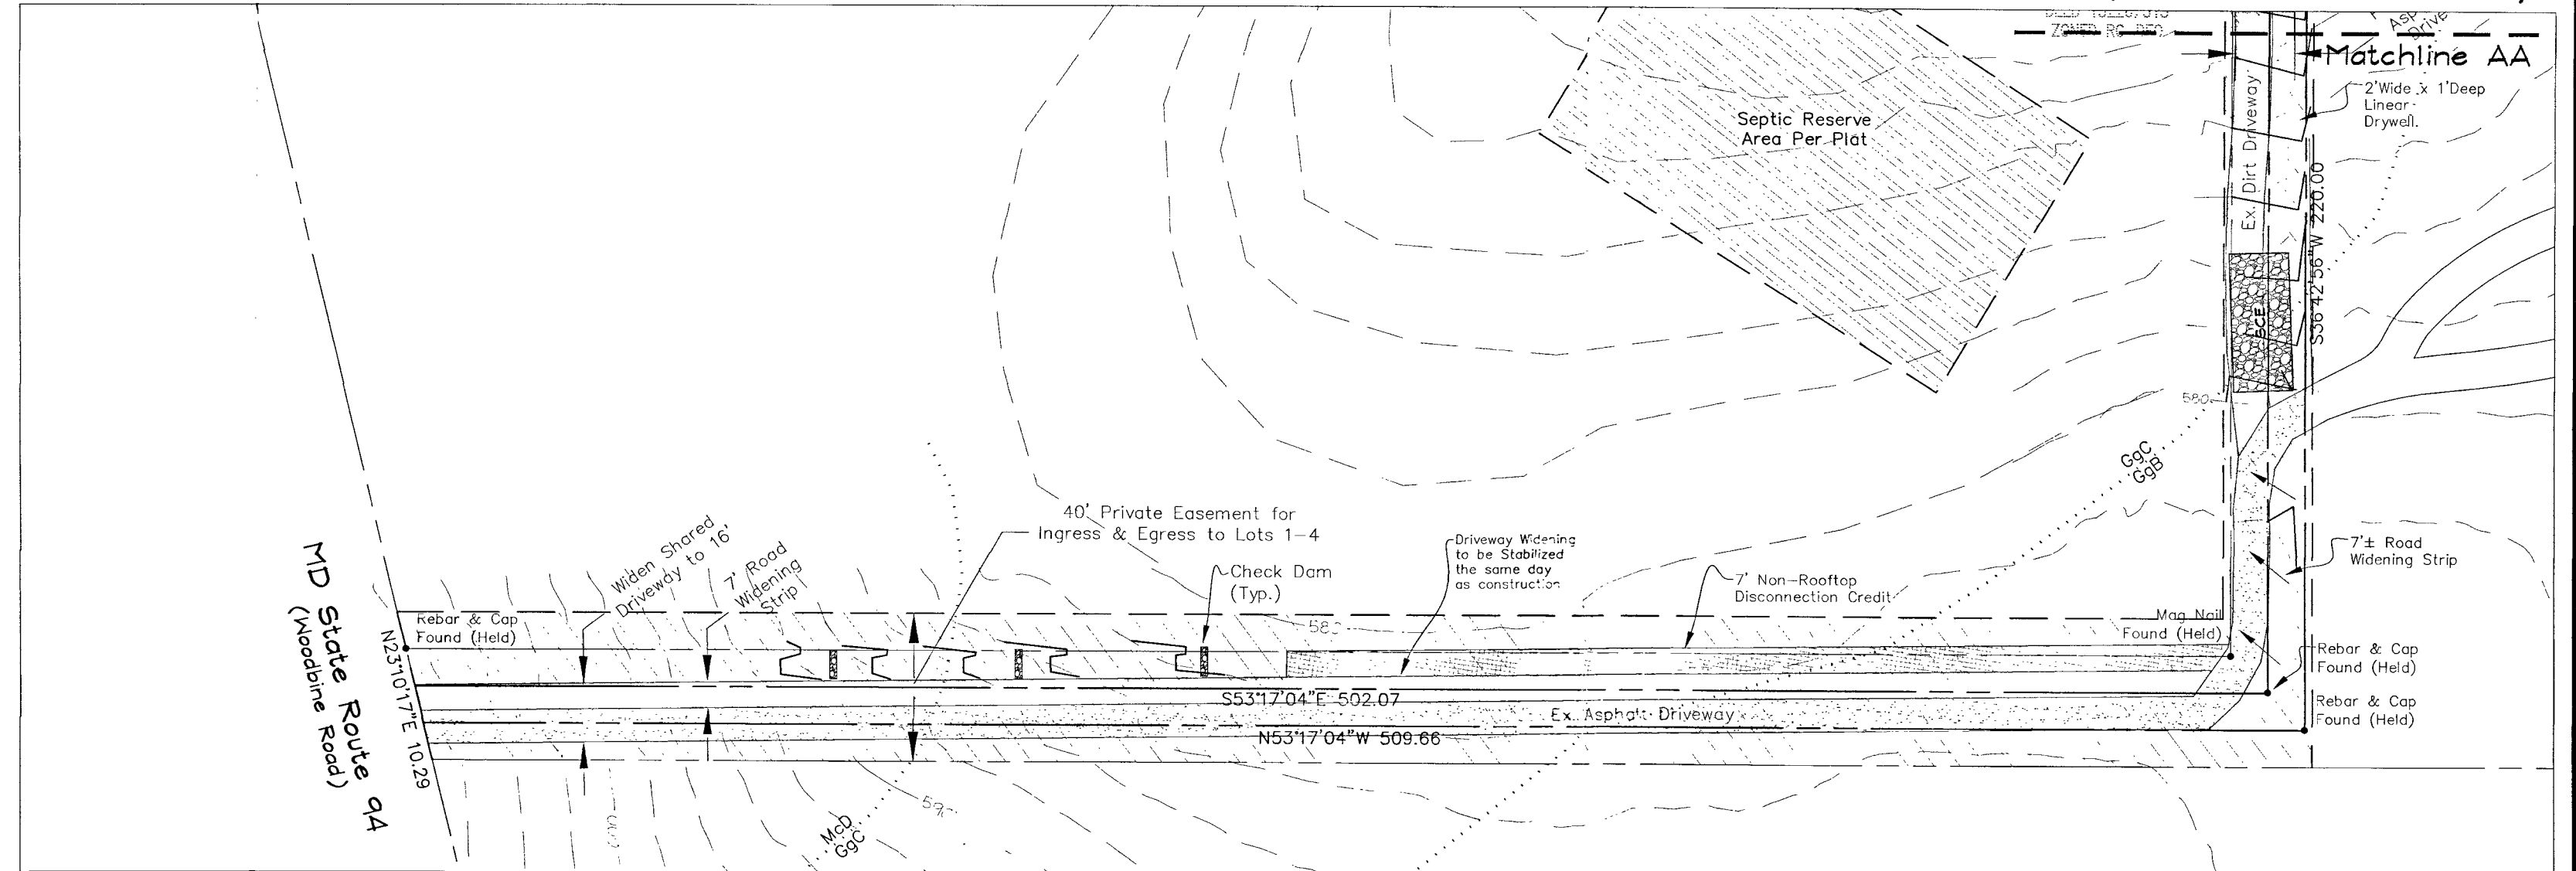 ZONED RC-DEO
Matchline AA
2'Wide x 1'Deep
Linear
Drywell.
Ex. Dirt Driveway
S36°42'56"W 220.00
Septic Reserve
Area Per Plat
SCE
580
GgC
GgB
40' Private Easement for
Ingress & Egress to Lots 1-4
Widen Shared
Driveway to 16'
7' Road
Widening
Strip
Check Dam
(Typ.)
Driveway Widening
to be Stabilized
the same day
as construction
7' Non-Rooftop
Disconnection Credit
7'± Road
Widening Strip
Mag Nail
Found (Held)
Rebar & Cap
Found (Held)
Rebar & Cap
Found (Held)
Rebar & Cap
Found (Held)
MD State Route 94
(Woodbine Road)
N23°10'17"E 10.29
S53°17'04"E 502.07
Ex. Asphalt Driveway
N53°17'04"W 509.66
McD
GgC